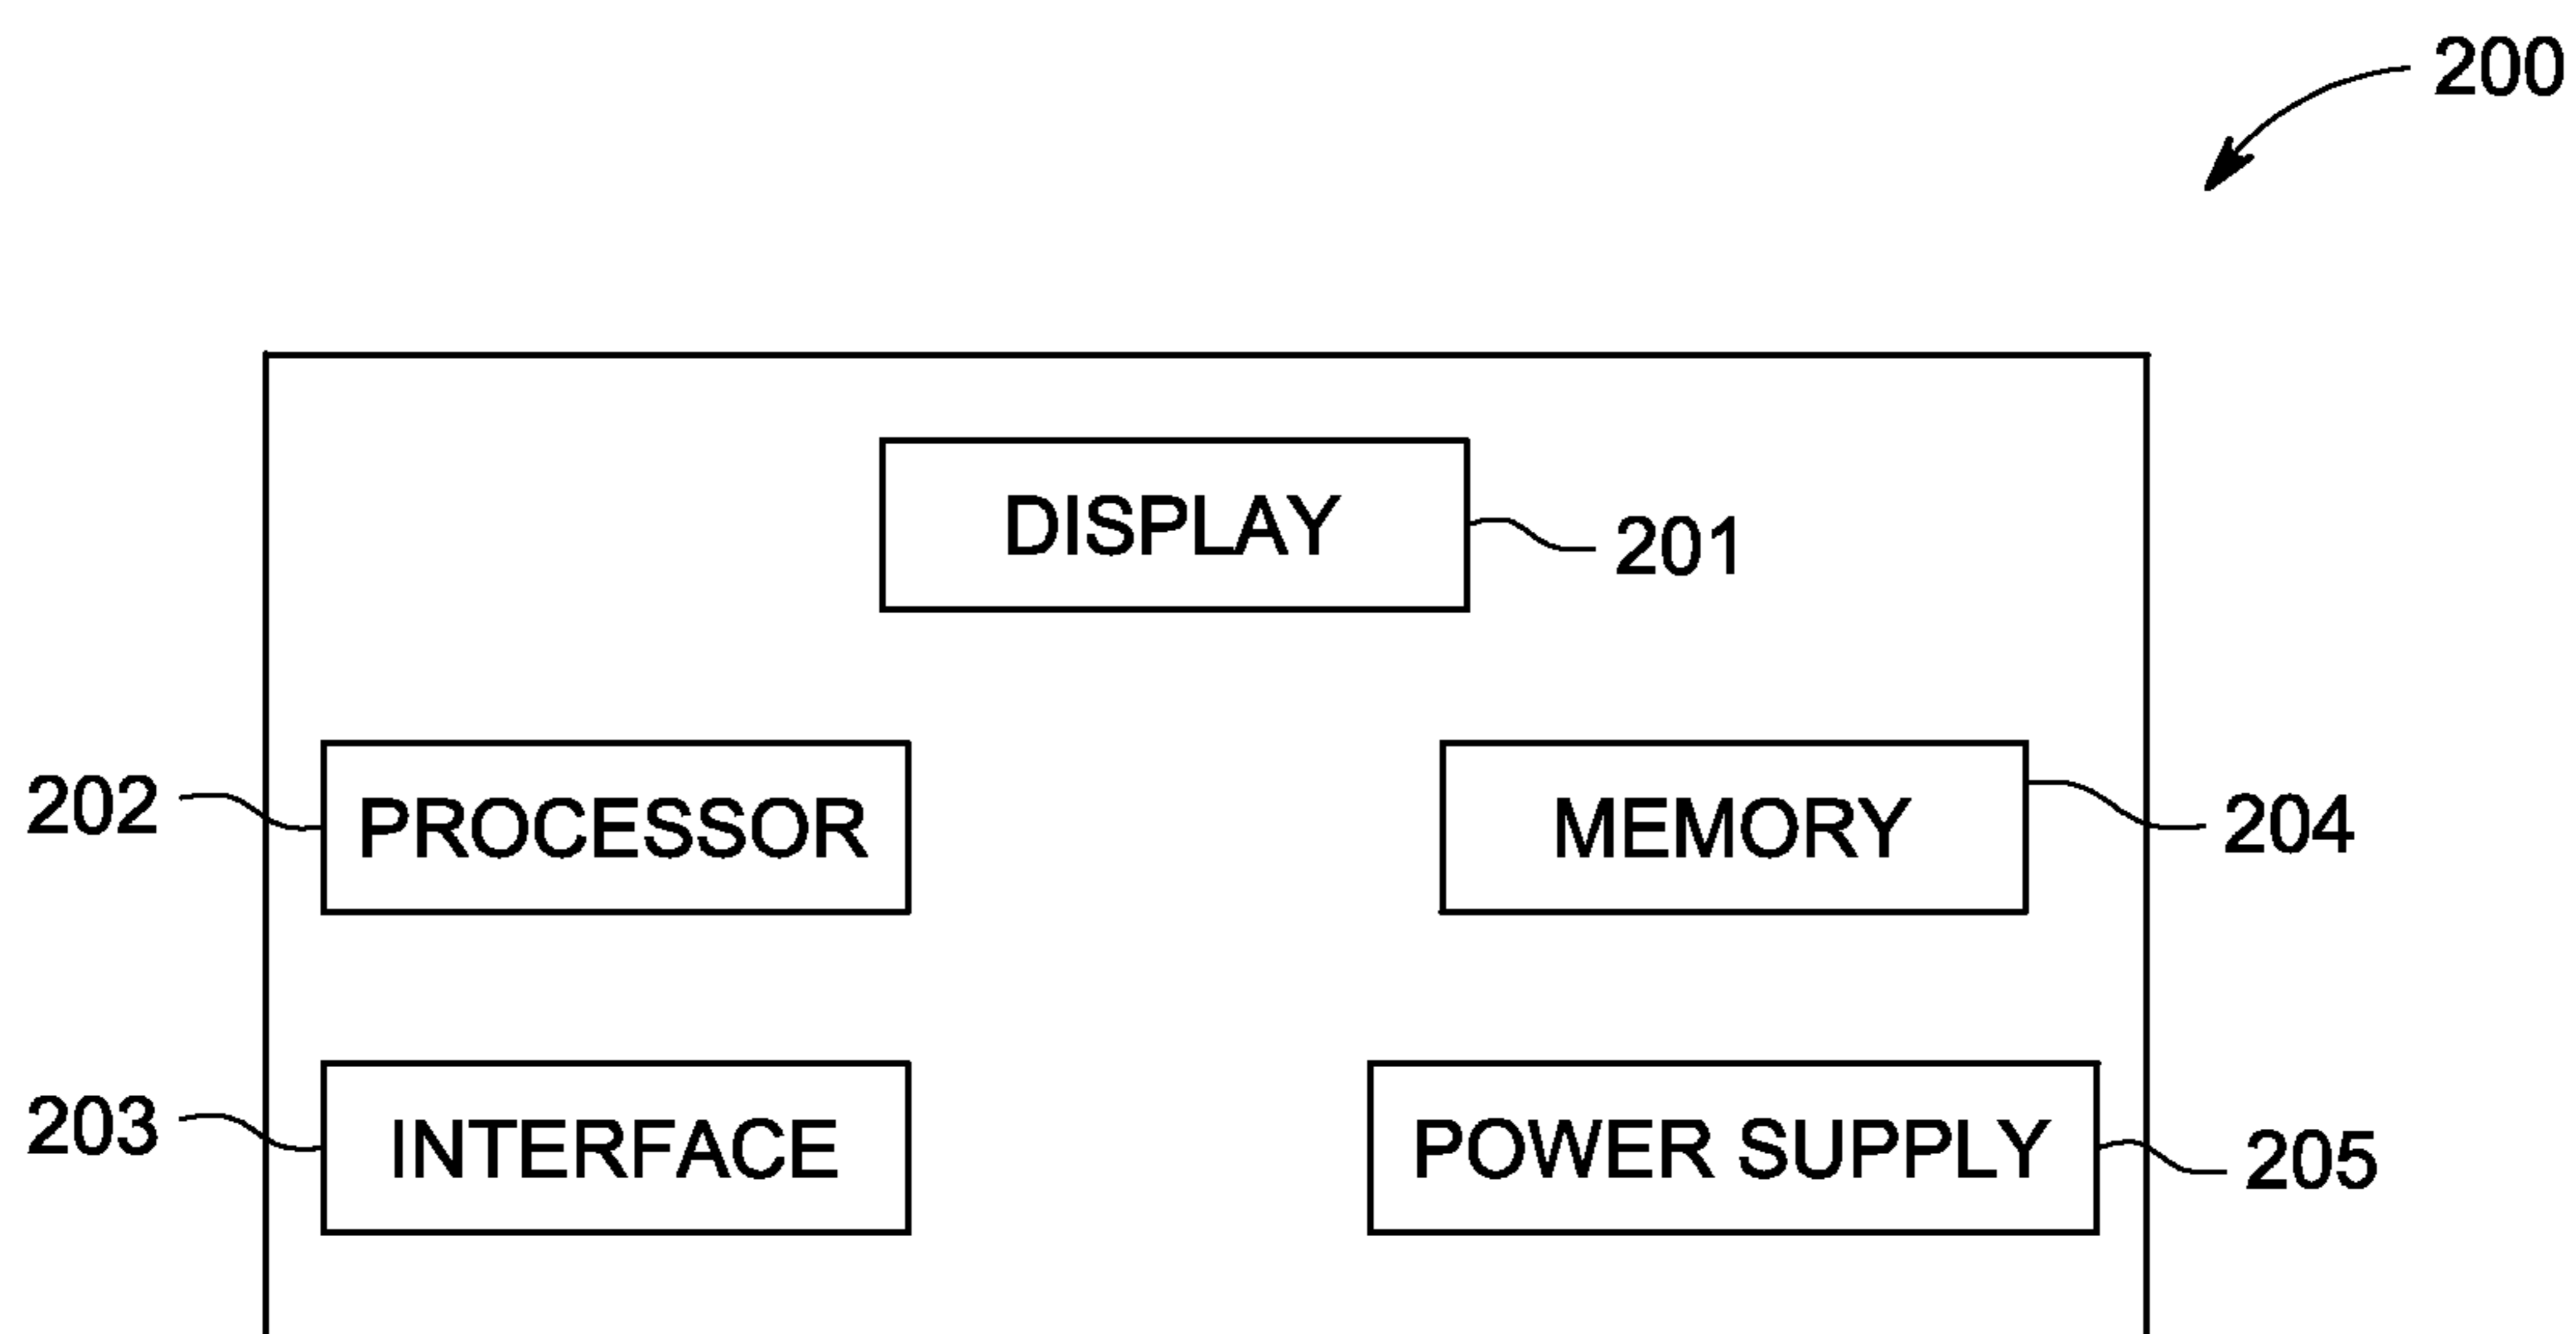 200
DISPLAY
201
202
PROCESSOR
MEMORY
204
203
INTERFACE
POWER SUPPLY
205